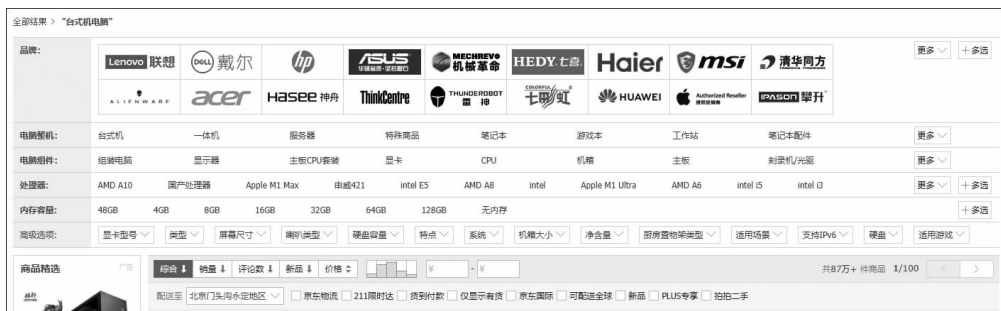 全部结果 > "台式机电脑"
品牌: Lenovo 联想 DELL 戴尔 hp ASUS 华硕品质·坚若磐石 MECHREVO 机械革命 HEDY 七喜 Haier msi 清华同方 更多 +多选
ALIENWARE acer HASEE 神舟 ThinkCentre THUNDEROBOT 雷神 COLORFUL 七彩虹 HUAWEI Authorized Reseller 授权经销商 IPASON 攀升
电脑整机: 台式机 一体机 服务器 特殊商品 笔记本 游戏本 工作站 笔记本配件 更多
电脑组件: 组装电脑 显示器 主板CPU套装 显卡 CPU 机箱 主板 刻录机/光驱 更多
处理器: AMD A10 国产处理器 Apple M1 Max 申威421 intel E5 AMD A8 intel Apple M1 Ultra AMD A6 intel i5 intel i3 更多 +多选
内存容量: 48GB 4GB 8GB 16GB 32GB 64GB 128GB 无内存 +多选
高级选项: 显卡型号 类型 屏幕尺寸 喇叭类型 硬盘容量 特点 系统 机箱大小 净含量 厨房置物架类型 适用场景 支持IPv6 硬盘 适用游戏
商品精选 广告 综合 销量 评论数 新品 价格 ¥ - ¥ 共87万+ 件商品 1/100 < >
配送至 北京门头沟永定地区 京东物流 211限时达 货到付款 仅显示有货 京东国际 可配送全球 新品 PLUS专享 拍拍二手